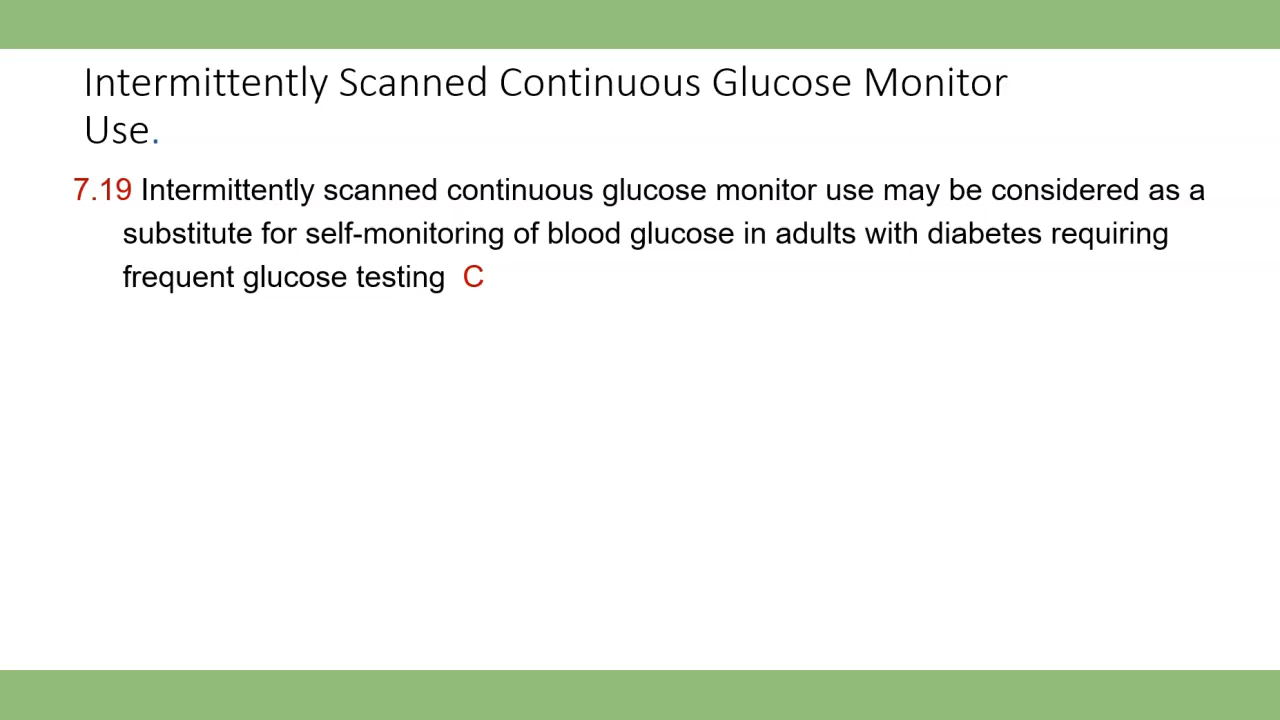 Intermittently Scanned Continuous Glucose Monitor
Use.
7.19 Intermittently scanned continuous glucose monitor use may be considered as a
substitute for self-monitoring of blood glucose in adults with diabetes requiring
frequent glucose testing C